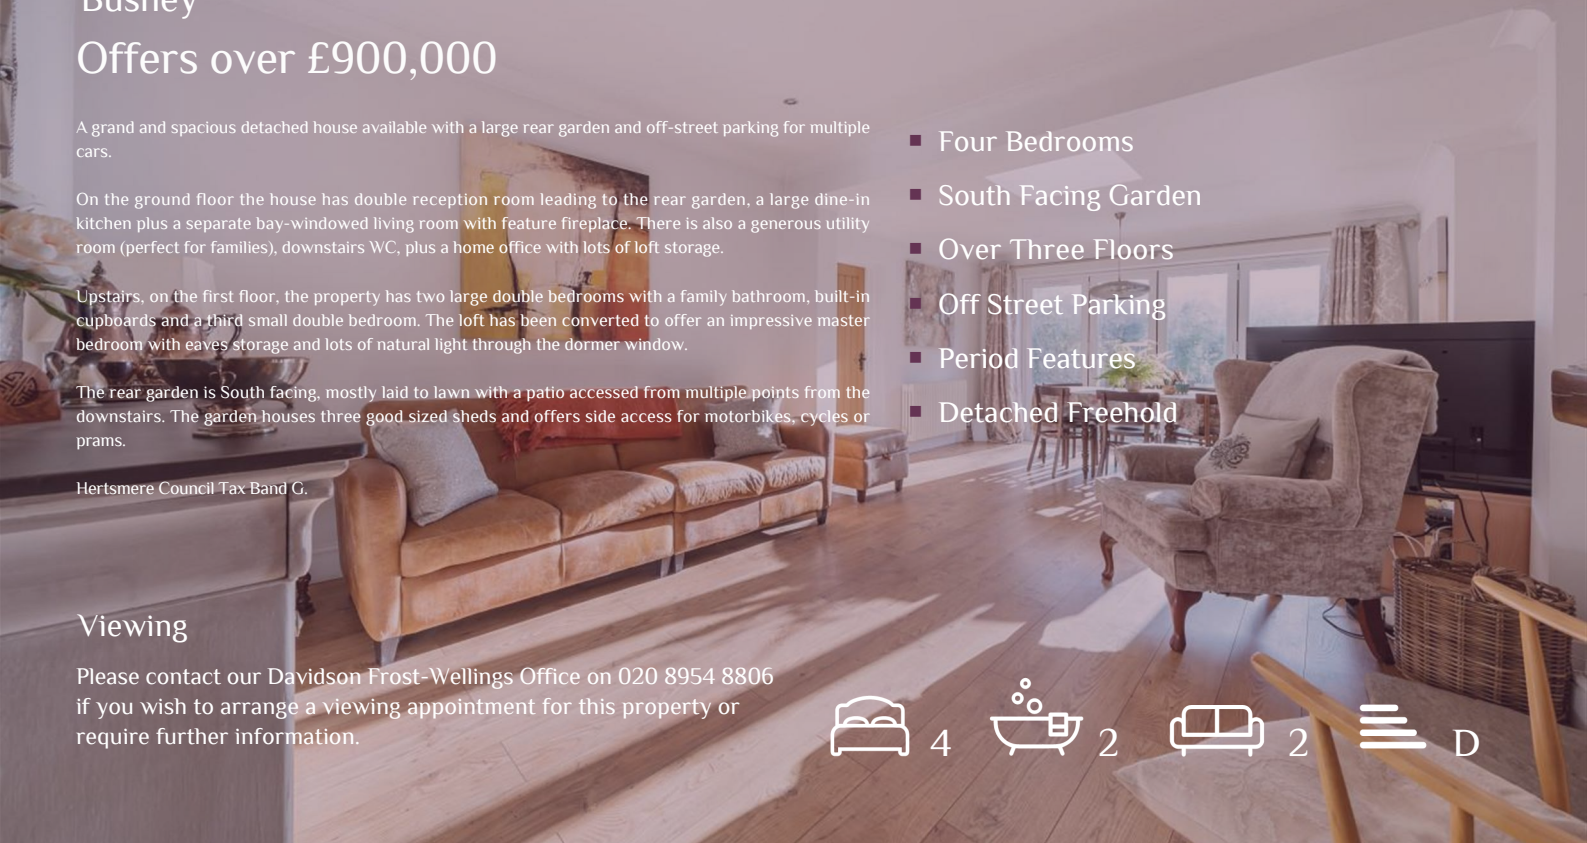 Bushey
Offers over £900,000
A grand and spacious detached house available with a large rear garden and off-street parking for multiple
cars.
On the ground floor the house has double reception room leading to the rear garden, a large dine-in
kitchen plus a separate bay-windowed living room with feature fireplace. There is also a generous utility
room (perfect for families), downstairs WC, plus a home office with lots of loft storage.
Upstairs, on the first floor, the property has two large double bedrooms with a family bathroom, built-in
cupboards and a third small double bedroom. The loft has been converted to offer an impressive master
bedroom with eaves storage and lots of natural light through the dormer window.
The rear garden is South facing, mostly laid to lawn with a patio accessed from multiple points from the
downstairs. The garden houses three good sized sheds and offers side access for motorbikes, cycles or
prams.
Hertsmere Council Tax Band G.
Four Bedrooms
South Facing Garden
Over Three Floors
Off Street Parking
Period Features
Detached Freehold
Viewing
Please contact our Davidson Frost-Wellings Office on 020 8954 8806
if you wish to arrange a viewing appointment for this property or
require further information.
4 2 2 D